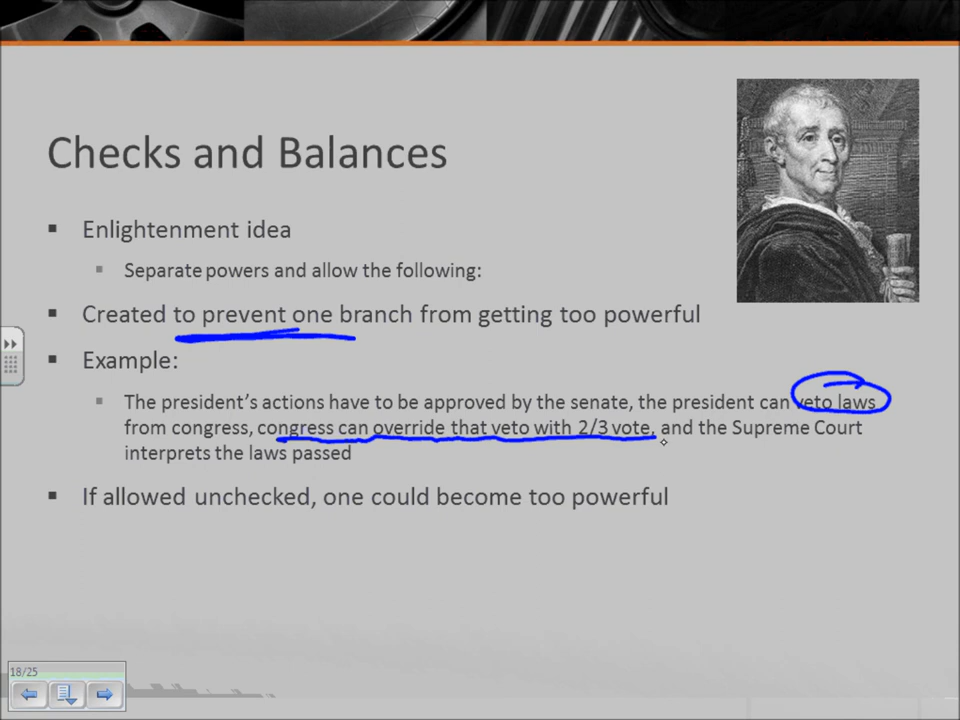 Checks and Balances
▪ Enlightenment idea
▪ Separate powers and allow the following:
▪ Created to prevent one branch from getting too powerful
▪ Example:
▪ The president’s actions have to be approved by the senate, the president can veto laws
from congress, congress can override that veto with 2/3 vote, and the Supreme Court
interprets the laws passed
▪ If allowed unchecked, one could become too powerful
18/25